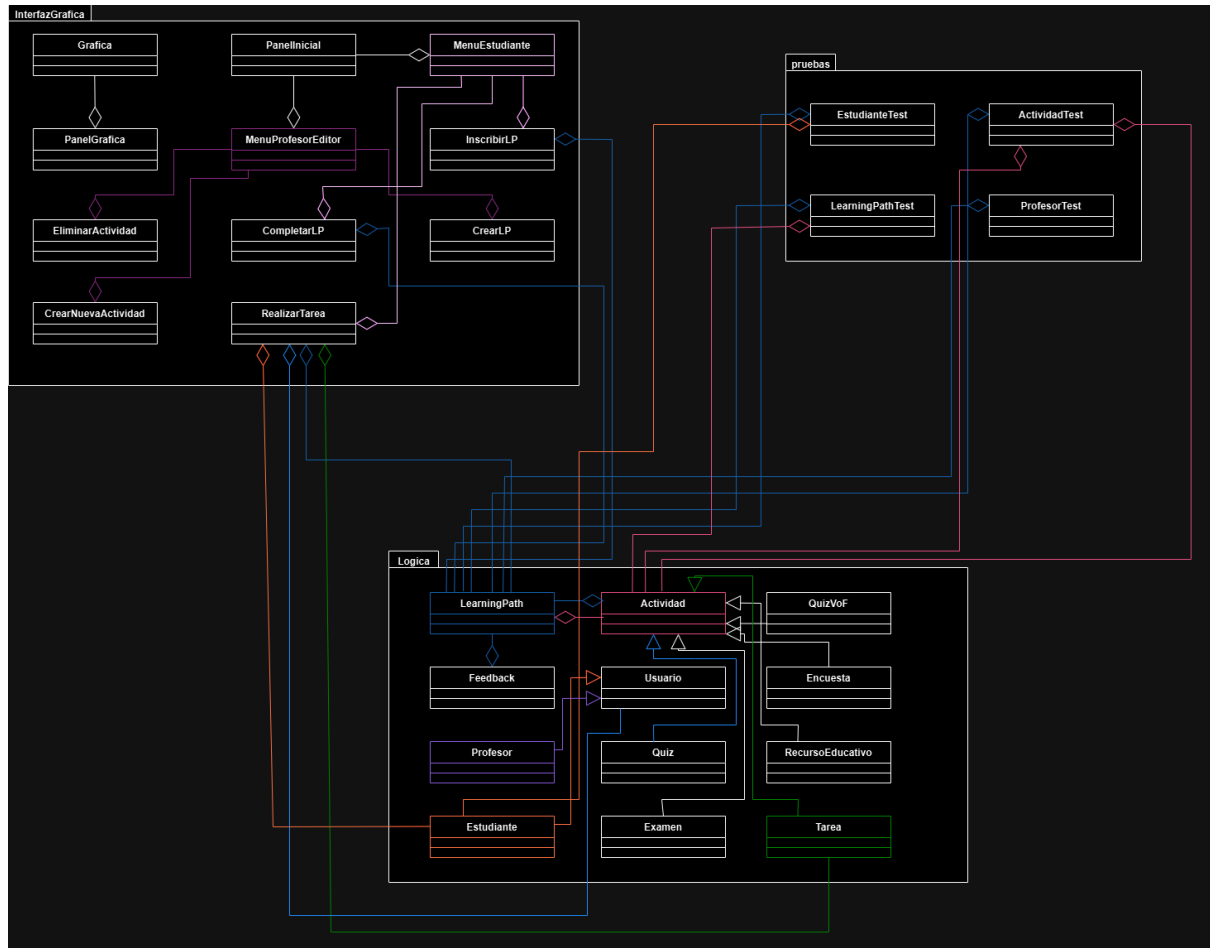 InterfazGrafica
Grafica
PanelInicial
MenuEstudiante
PanelGrafica
MenuProfesorEditor
InscribirLP
EliminarActividad
CompletarLP
CrearLP
CrearNuevaActividad
RealizarTarea
pruebas
EstudianteTest
ActividadTest
LearningPathTest
ProfesorTest
Logica
LearningPath
Actividad
QuizVoF
Feedback
Usuario
Encuesta
Profesor
Quiz
RecursoEducativo
Estudiante
Examen
Tarea